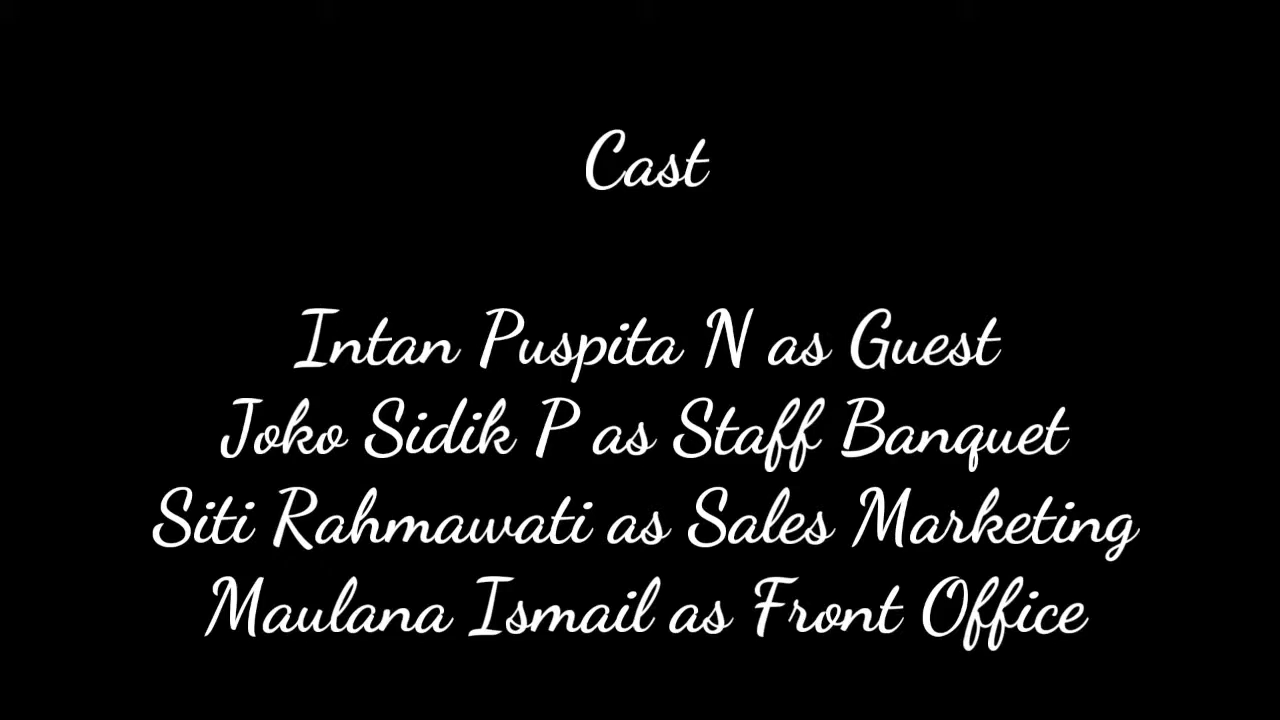 Cast
Intan Puspita N as Guest
Joko Sidik P as Staff Banquet
Siti Rahmawati as Sales Marketing
Maulana Ismail as Front Office